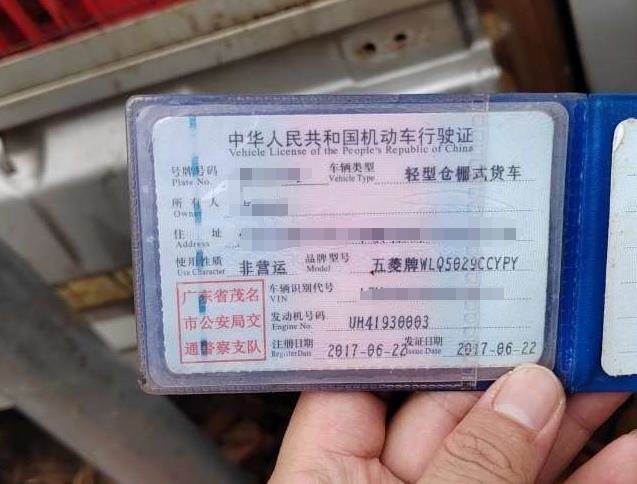 中华人民共和国机动车行驶证
Vehicle License of the People's Republic of China
号牌号码 车辆类型 轻型仓栅式货车
Plate No. Vehicle Type
所有人
Owner
住址
Address
使用性质 非营运 品牌型号 五菱牌WLQ5029CCYPY
Use Character Model
广东省茂名
市公安局交
通警察支队
车辆识别代号
VIN
发动机号码 UH41930003
Engine No.
注册日期 2017-06-22 发证日期 2017-06-22
Register Date Issue Date